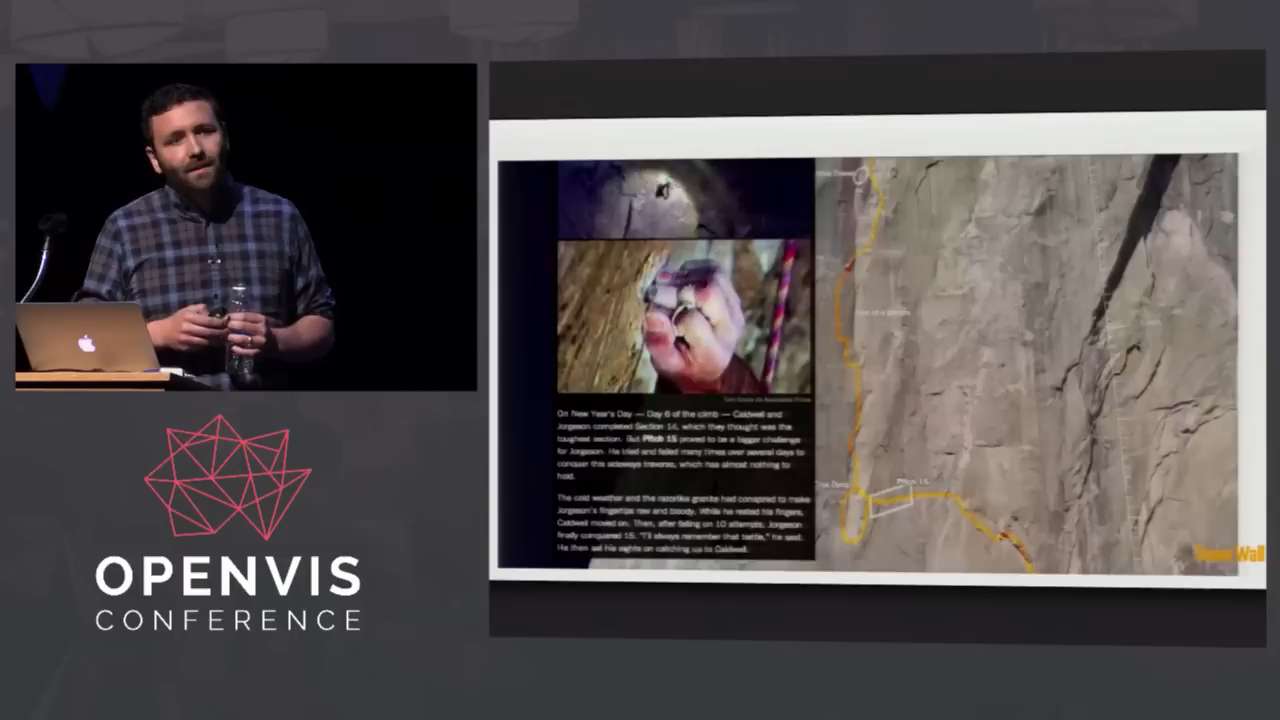 OPENVIS
CONFERENCE
On New Year's Day — Day 6 of the climb — Caldwell and
Jorgeson completed Section 14, which they thought was the
toughest section. But Pitch 15 proved to be a bigger challenge
for Jorgeson. He tried and failed many times over several days to
conquer this sideways traverse, which has almost nothing to
hold.
The cold weather and the razorlike granite had conspired to make
Jorgeson's fingertips raw and bloody. While he rested his fingers,
Caldwell moved on. Then, after falling on 10 attempts, Jorgeson
finally conquered 15. "I'll always remember that battle," he said.
He then set his sights on catching up to Caldwell.
Pitch 15
Wall